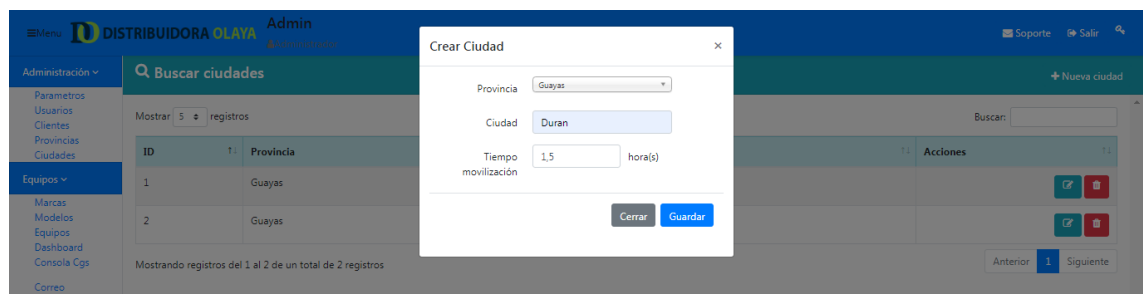 ≡Menu DISTRIBUIDORA OLAYA Admin
Soporte Salir
Administración
Parametros
Usuarios
Clientes
Provincias
Ciudades
Equipos
Marcas
Modelos
Equipos
Dashboard
Consola Cgs
Correo
Buscar ciudades
+ Nueva ciudad
Mostrar 5 registros
Buscar:
ID Provincia Acciones
1 Guayas
2 Guayas
Mostrando registros del 1 al 2 de un total de 2 registros
Anterior 1 Siguiente
Crear Ciudad ×
Provincia Guayas
Ciudad Duran
Tiempo movilización 1,5 hora(s)
Cerrar Guardar